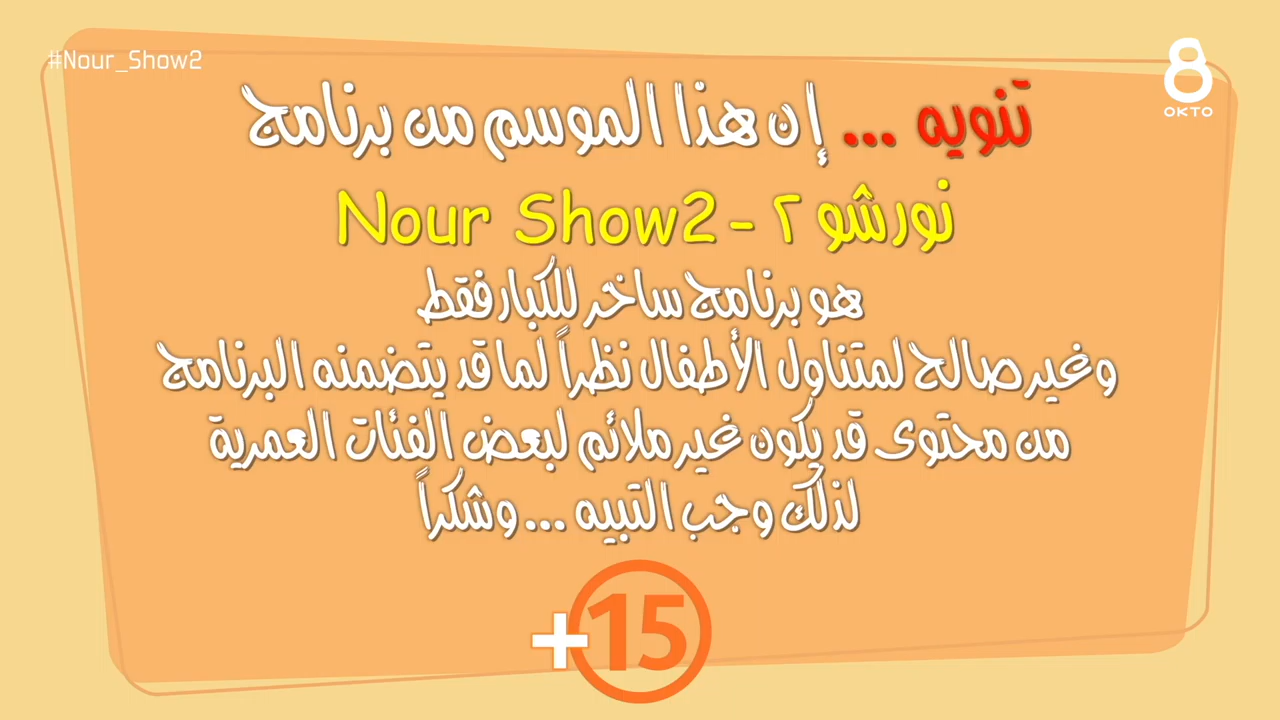 #Nour_Show2
8
OKTO
تنويه ... إن هذا الموسم من برنامج
نور شو ٢ - Nour Show2
هو برنامج ساخر للكبار فقط
وغير صالح لمتناول الأطفال نظراً لما قد يتضمنه البرنامج
من محتوى قد يكون غير ملائم لبعض الفئات العمرية
لذلك وجب التبيه ... وشكراً
+15